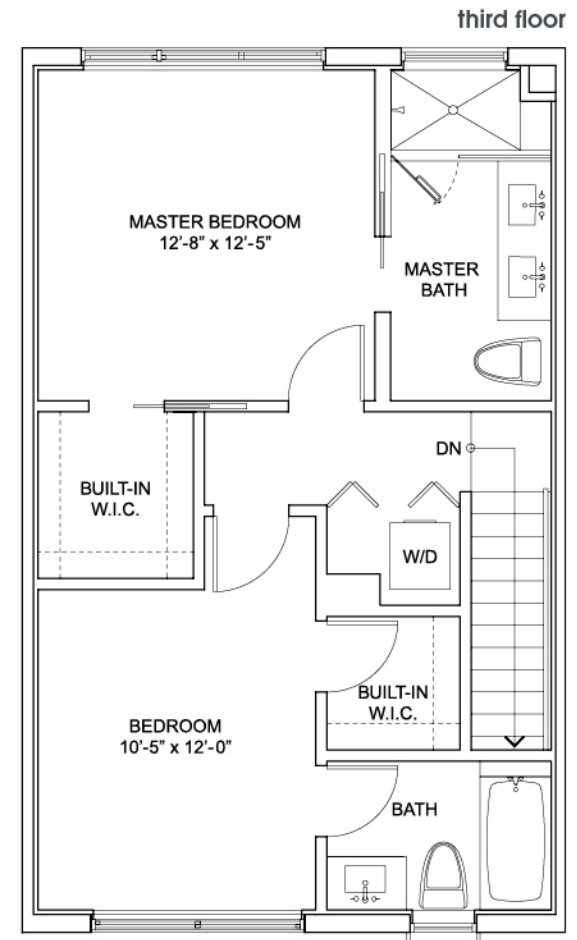 third floor
MASTER BEDROOM
12'-8" x 12'-5"
MASTER
BATH
DN
BUILT-IN
W.I.C.
W/D
BUILT-IN
W.I.C.
BEDROOM
10'-5" x 12'-0"
BATH